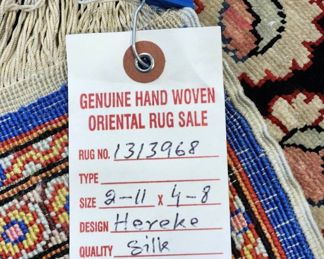 GENUINE HAND WOVEN
ORIENTAL RUG SALE
RUG NO. 1313968
TYPE
SIZE 2-11 x 4-8
DESIGN Hereke
QUALITY Silk